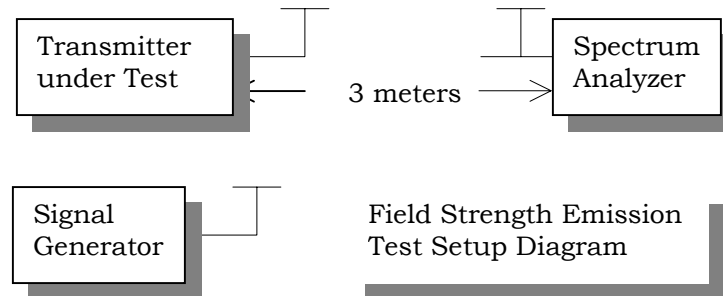 Transmitter
under Test
3 meters
Spectrum
Analyzer
Signal
Generator
Field Strength Emission
Test Setup Diagram